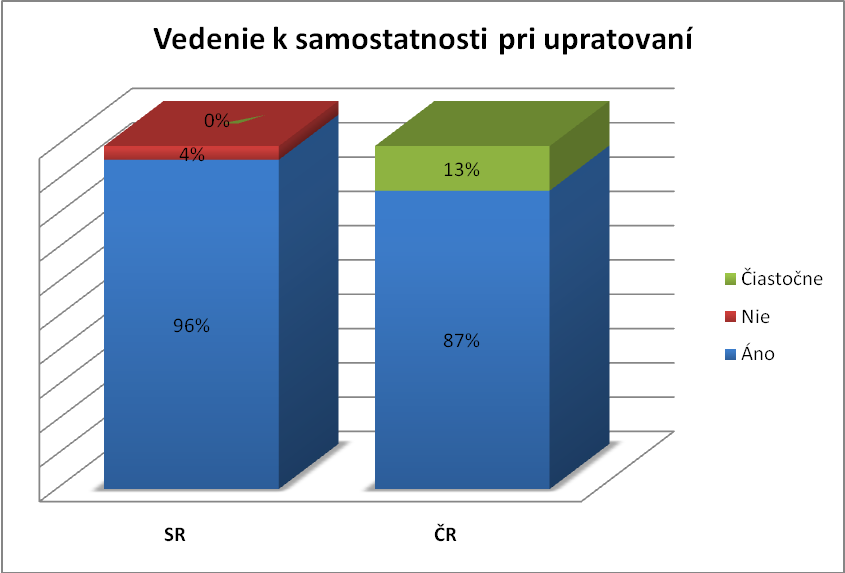 Vedenie k samostatnosti pri upratovaní
0%
4%
13%
96%
87%
Čiastočne
Nie
Áno
SR
ČR